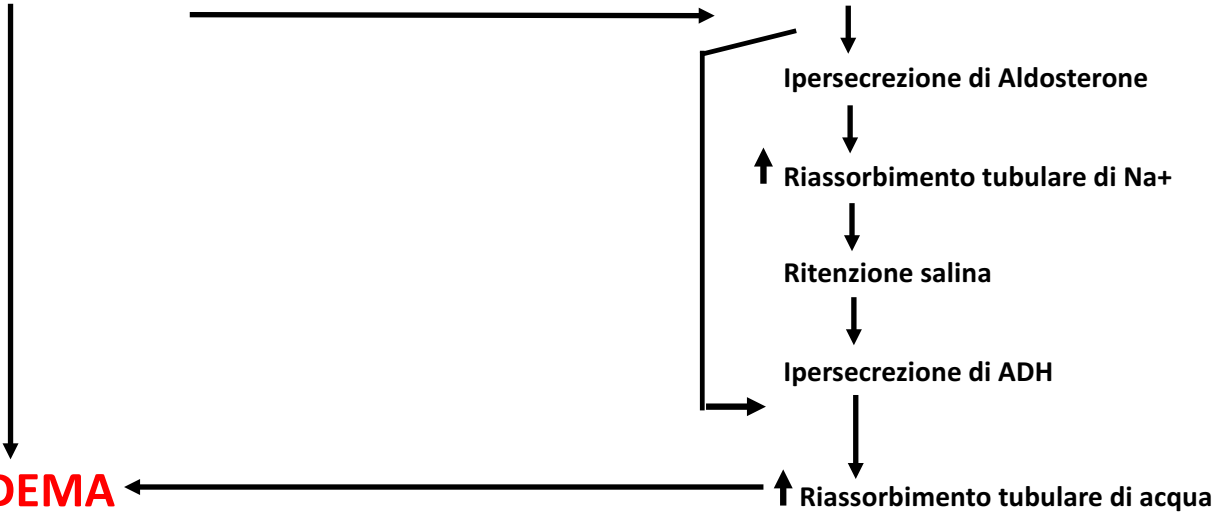 Ipersecrezione di Aldosterone
Riassorbimento tubulare di Na+
Ritenzione salina
Ipersecrezione di ADH
DEMA
Riassorbimento tubulare di acqua